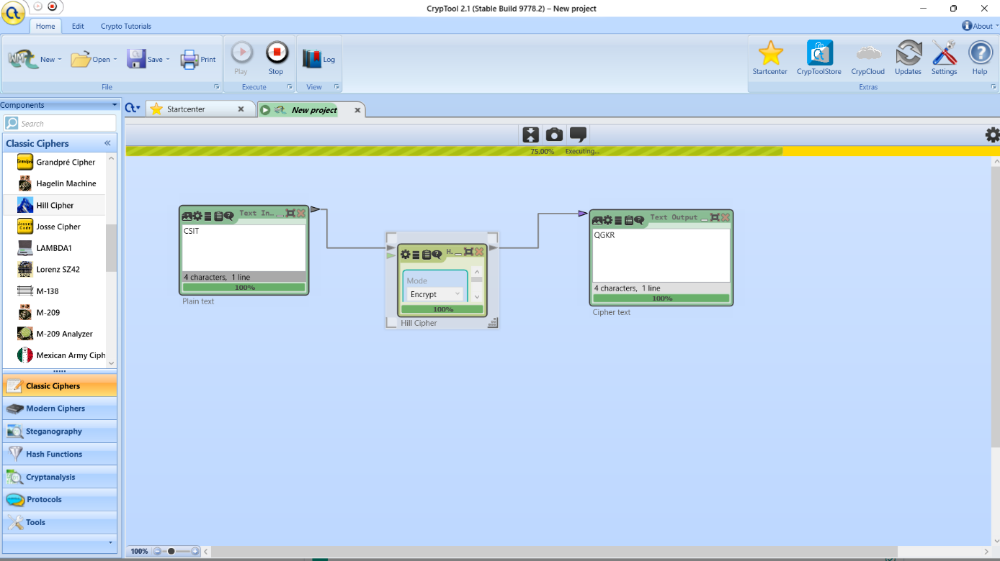 CrypTool 2.1 (Stable Build 9778.2) – New project
Home Edit Crypto Tutorials About
New Open Save Print Play Stop Log Startcenter CrypToolStore CrypCloud Updates Settings Help
File Execute View Extras
Components
Startcenter New project
Search
Classic Ciphers
75.00% Executing...
Grandpré Cipher
Hagelin Machine
Hill Cipher
Josse Cipher
LAMBDA1
Lorenz SZ42
M-138
M-209
M-209 Analyzer
Mexican Army Ciph
Text In...
CSIT
4 characters, 1 line
100%
Plain text
H..
Mode
Encrypt
100%
Hill Cipher
Text Output
QGKR
4 characters, 1 line
100%
Cipher text
Classic Ciphers
Modern Ciphers
Steganography
Hash Functions
Cryptanalysis
Protocols
Tools
100%